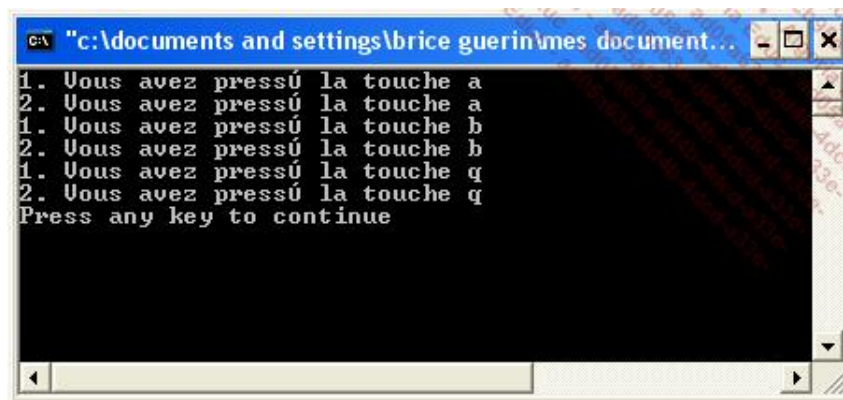 "c:\documents and settings\brice guerin\mes document...
1. Vous avez pressÚ la touche a
2. Vous avez pressÚ la touche a
1. Vous avez pressÚ la touche b
2. Vous avez pressÚ la touche b
1. Vous avez pressÚ la touche q
2. Vous avez pressÚ la touche q
Press any key to continue